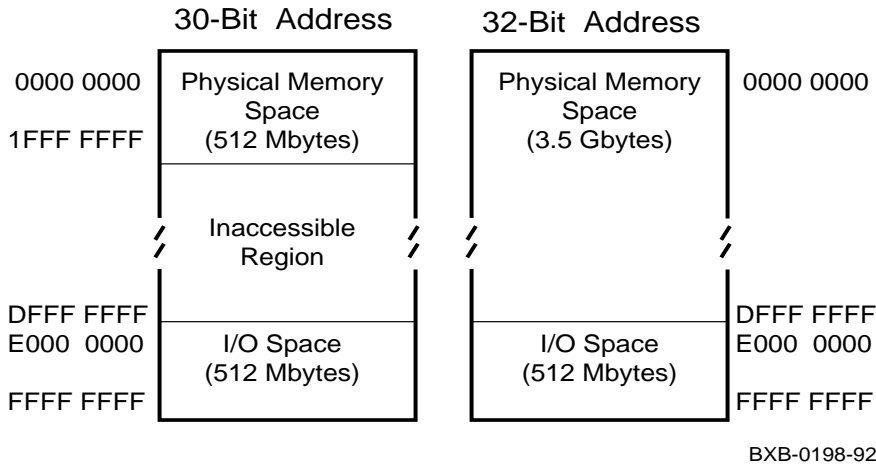 30-Bit Address
32-Bit Address
0000 0000
Physical Memory
Space
(512 Mbytes)
1FFF FFFF
Inaccessible
Region
DFFF FFFF
E000 0000
I/O Space
(512 Mbytes)
FFFF FFFF
Physical Memory
Space
(3.5 Gbytes)
0000 0000
I/O Space
(512 Mbytes)
DFFF FFFF
E000 0000
FFFF FFFF
BXB-0198-92